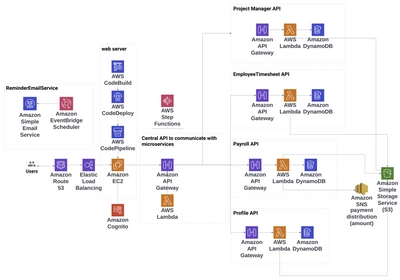 Project Manager API
Amazon
API
Gateway
AWS
Lambda
Amazon
DynamoDB
web server
AWS
CodeBuild
AWS
CodeDeploy
AWS
CodePipeline
ReminderEmailService
Amazon
Simple
Email
Service
Amazon
EventBridge
Scheduler
EmployeeTimesheet API
Amazon
API
Gateway
AWS
Lambda
Amazon
DynamoDB
AWS
Step
Functions
Central API to communicate with
microservices
Users
Amazon
Route
53
Elastic
Load
Balancing
Amazon
EC2
Amazon
API
Gateway
AWS
Lambda
Amazon
Cognito
Payroll API
Amazon
API
Gateway
AWS
Lambda
Amazon
DynamoDB
Amazon
SNS
payment
distribution
(amount)
Amazon
Simple
Storage
Service
(S3)
Profile API
Amazon
API
Gateway
AWS
Lambda
Amazon
DynamoDB